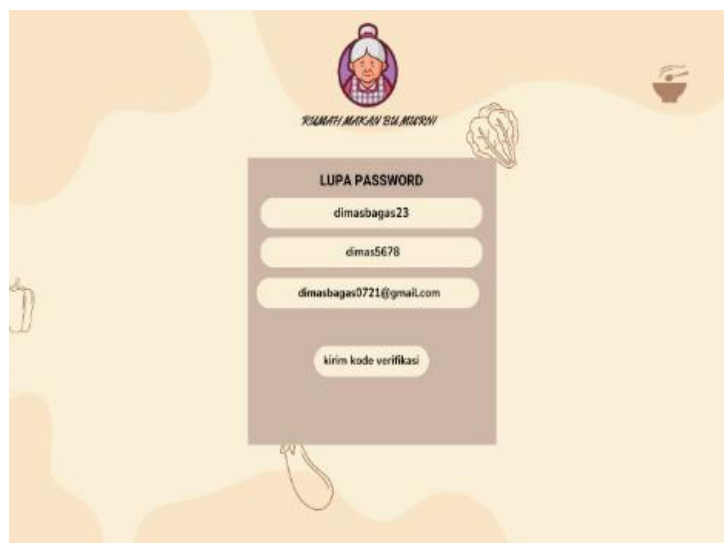 RUMAH MAKAN BU MURNI
LUPA PASSWORD
dimasbagas23
dimas5678
dimasbagas0721@gmail.com
kirim kode verifikasi